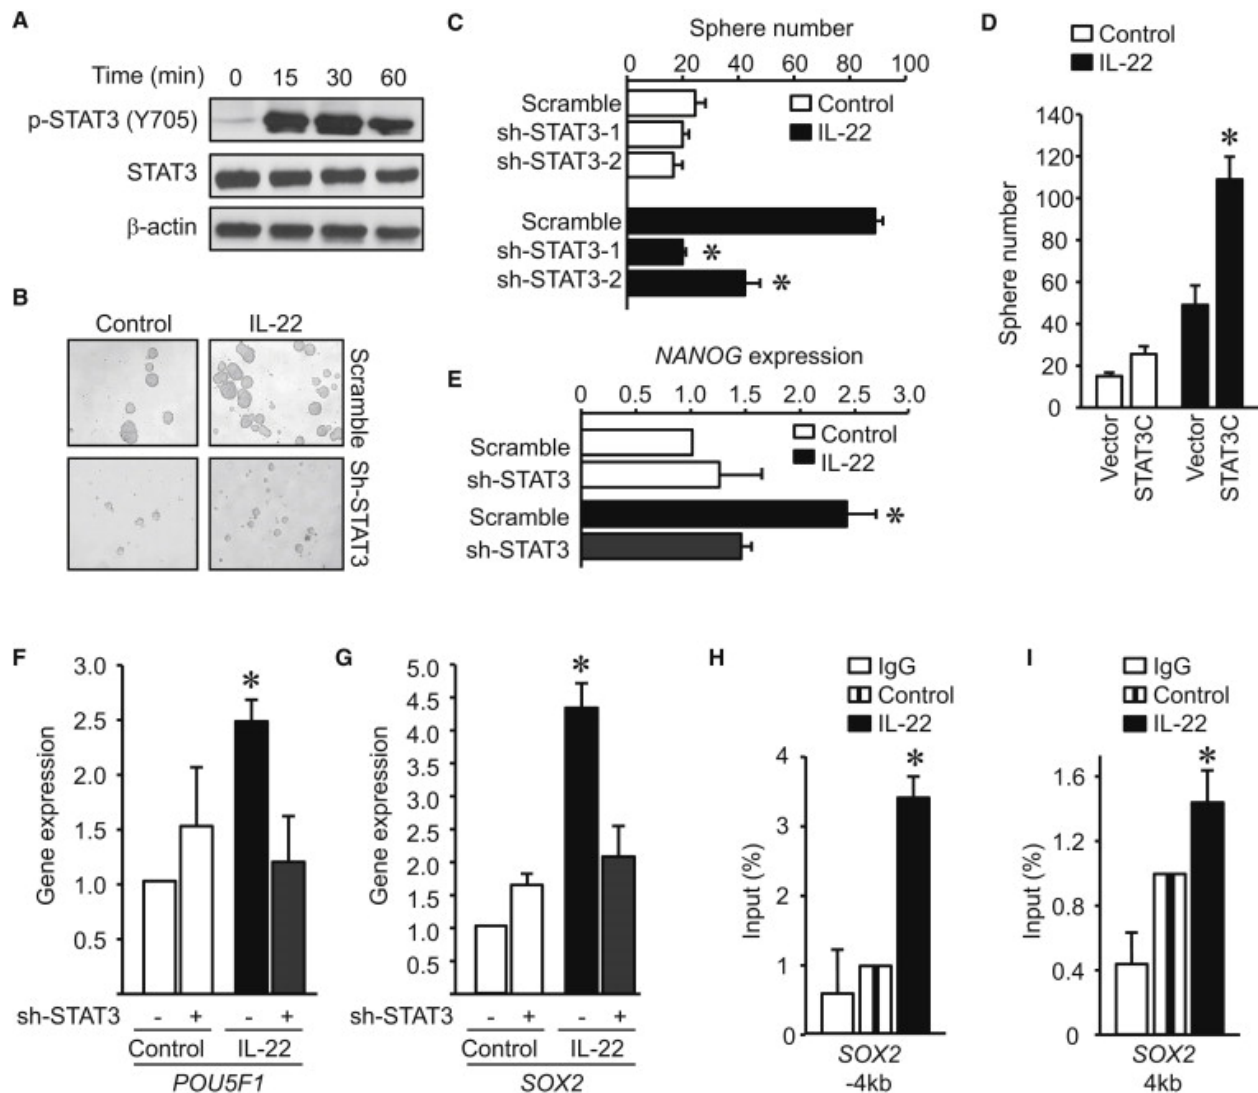 A
Time (min) 0 15 30 60
p-STAT3 (Y705)
STAT3
β-actin
B
Control IL-22
Scramble
Sh-STAT3
C
Sphere number
0 20 40 60 80 100
Scramble
sh-STAT3-1
sh-STAT3-2
Control
IL-22
Scramble
sh-STAT3-1 *
sh-STAT3-2 *
D
Control
IL-22
Sphere number
140
120
100
80
60
40
20
0
*
Vector
STAT3C
Vector
STAT3C
E
NANOG expression
0 0.5 1.0 1.5 2.0 2.5 3.0
Scramble
sh-STAT3
Control
IL-22
Scramble *
sh-STAT3
F
Gene expression
3.0
2.5
2.0
1.5
1.0
0.5
*
sh-STAT3 - + - +
Control IL-22
POU5F1
G
Gene expression
5.0
4.5
4.0
3.5
3.0
2.5
2.0
1.5
1.0
0.5
*
sh-STAT3 - + - +
Control IL-22
SOX2
H
IgG
Control
IL-22
Input (%)
4
3
2
1
0
*
SOX2
-4kb
I
IgG
Control
IL-22
Input (%)
1.6
1.2
0.8
0.4
0
*
SOX2
4kb